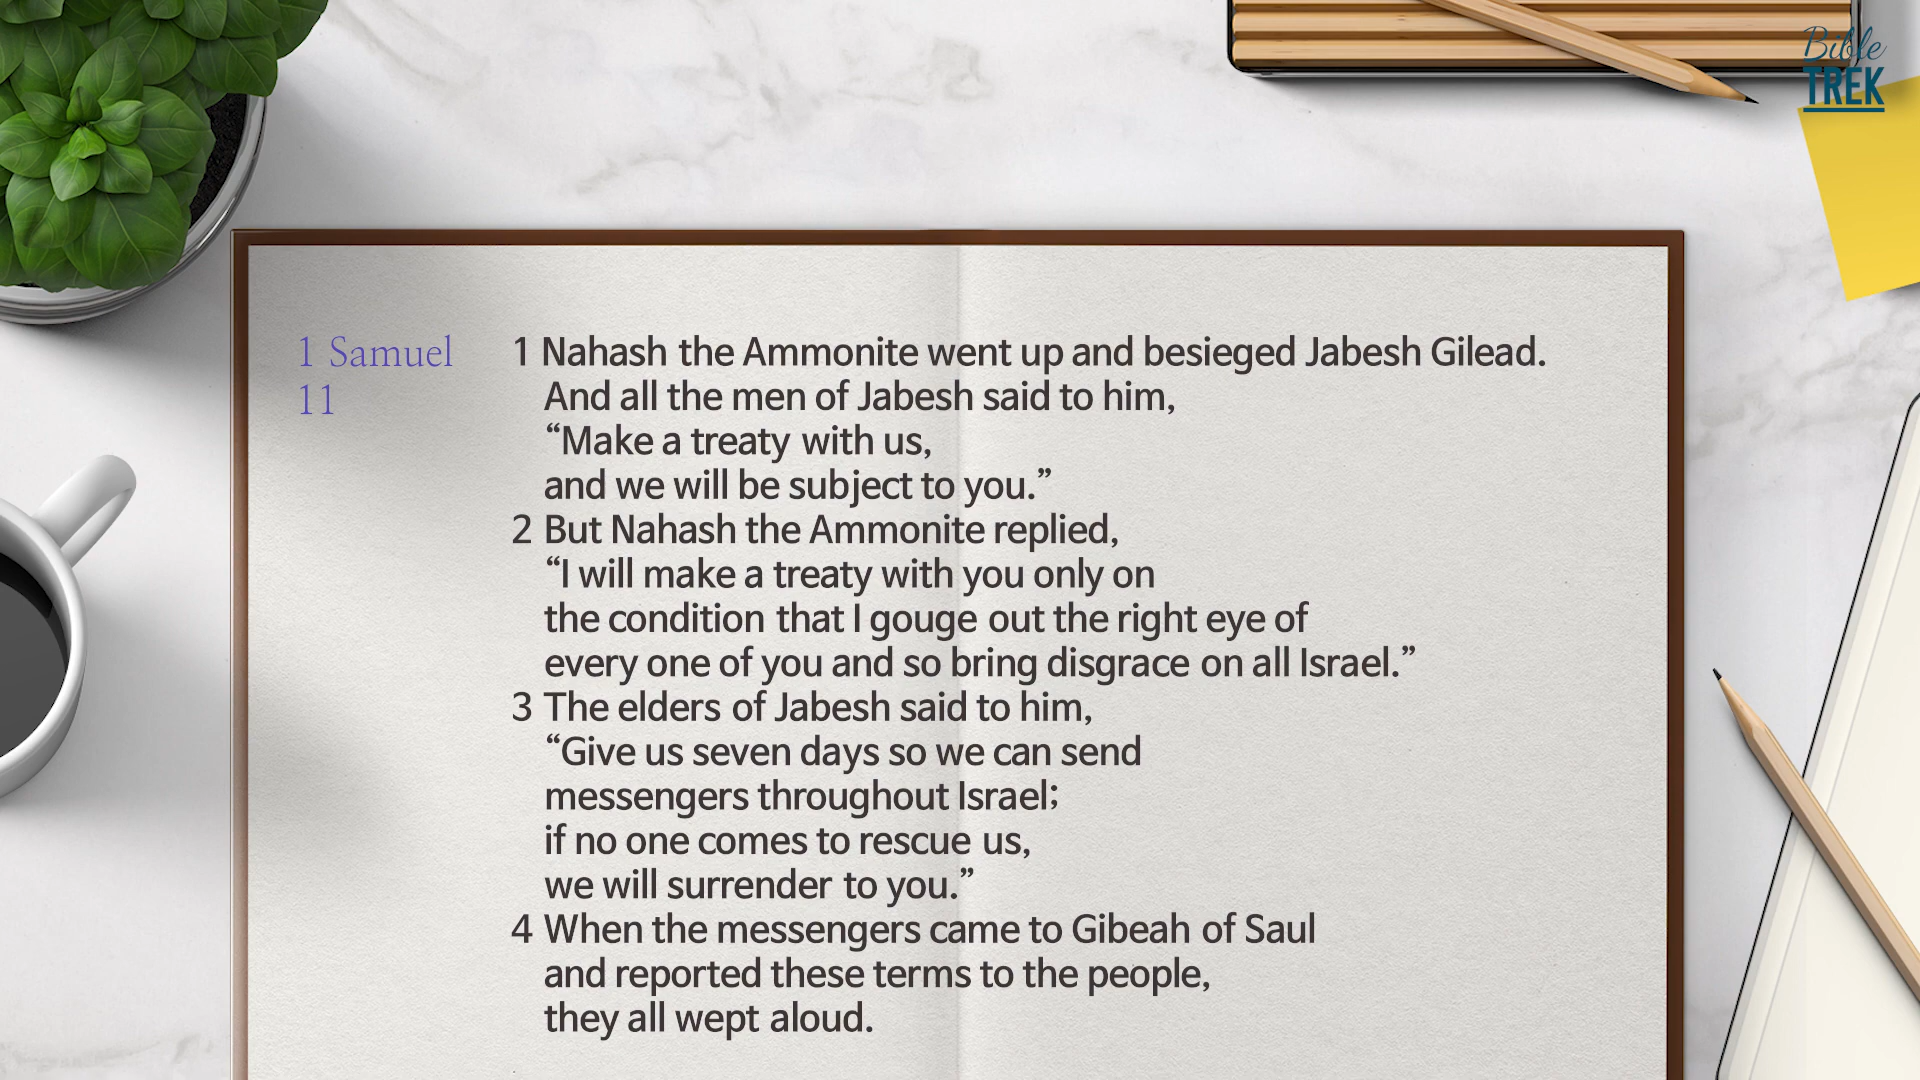 Bible
TREK
1 Samuel
11
1 Nahash the Ammonite went up and besieged Jabesh Gilead.
And all the men of Jabesh said to him,
“Make a treaty with us,
and we will be subject to you.”
2 But Nahash the Ammonite replied,
“I will make a treaty with you only on
the condition that I gouge out the right eye of
every one of you and so bring disgrace on all Israel.”
3 The elders of Jabesh said to him,
“Give us seven days so we can send
messengers throughout Israel;
if no one comes to rescue us,
we will surrender to you.”
4 When the messengers came to Gibeah of Saul
and reported these terms to the people,
they all wept aloud.